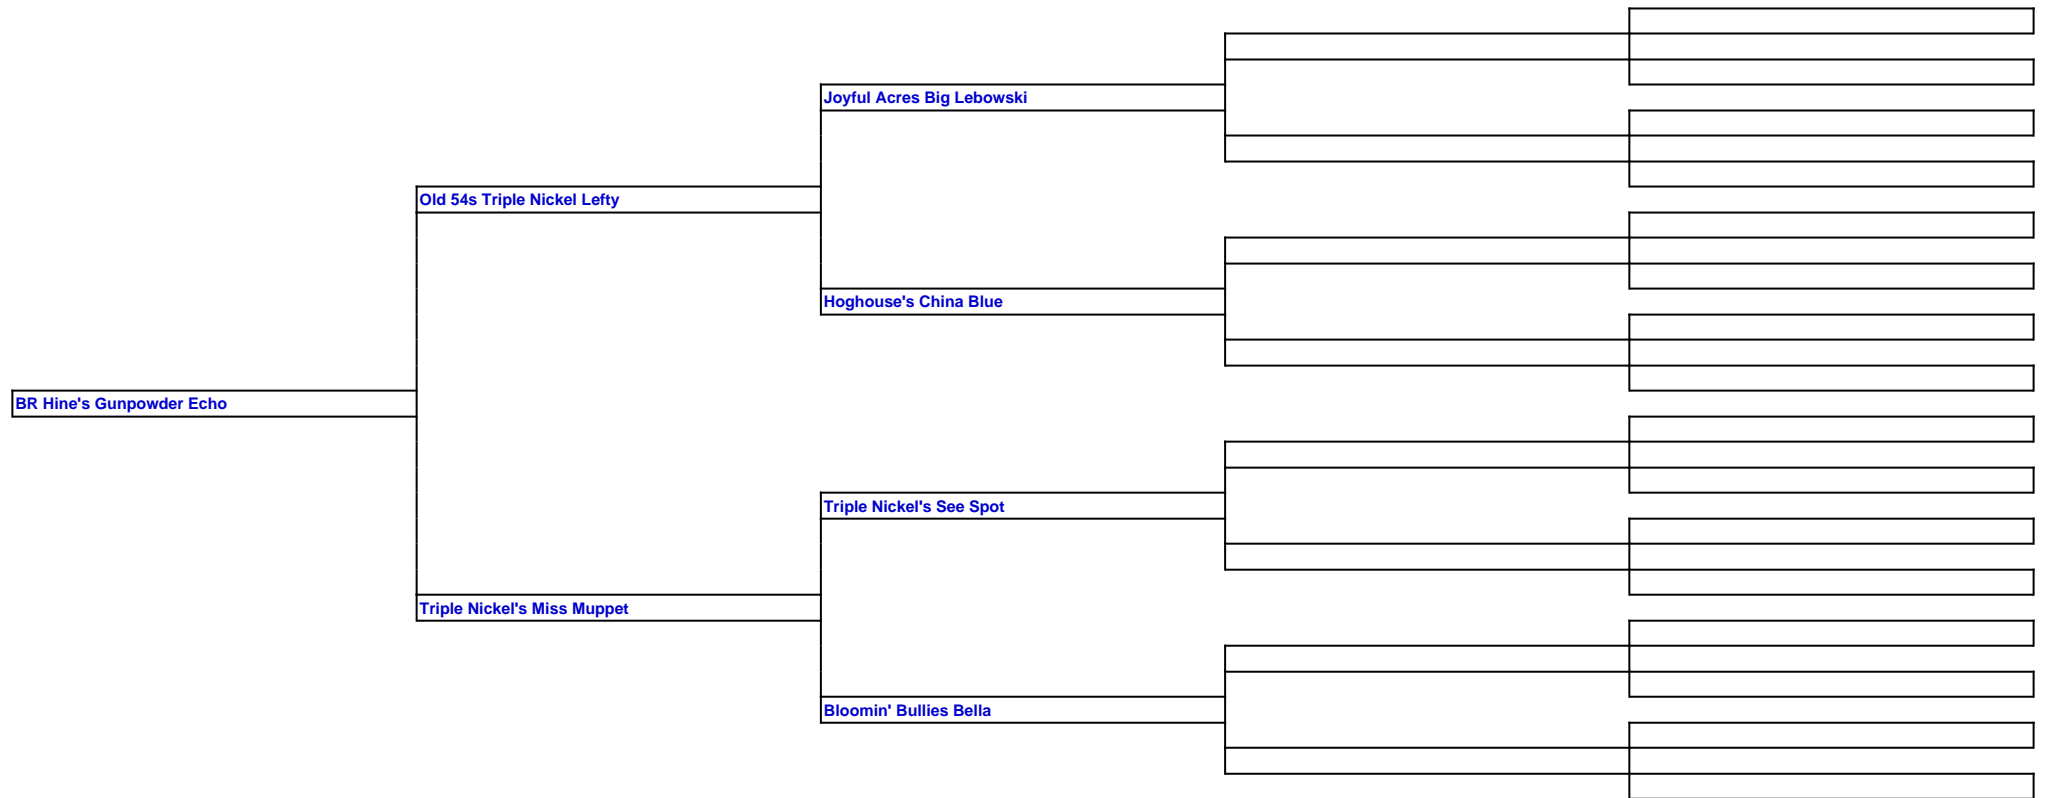 Joyful Acres Big Lebowski
Old 54s Triple Nickel Lefty
Hoghouse's China Blue
BR Hine's Gunpowder Echo
Triple Nickel's See Spot
Triple Nickel's Miss Muppet
Bloomin' Bullies Bella